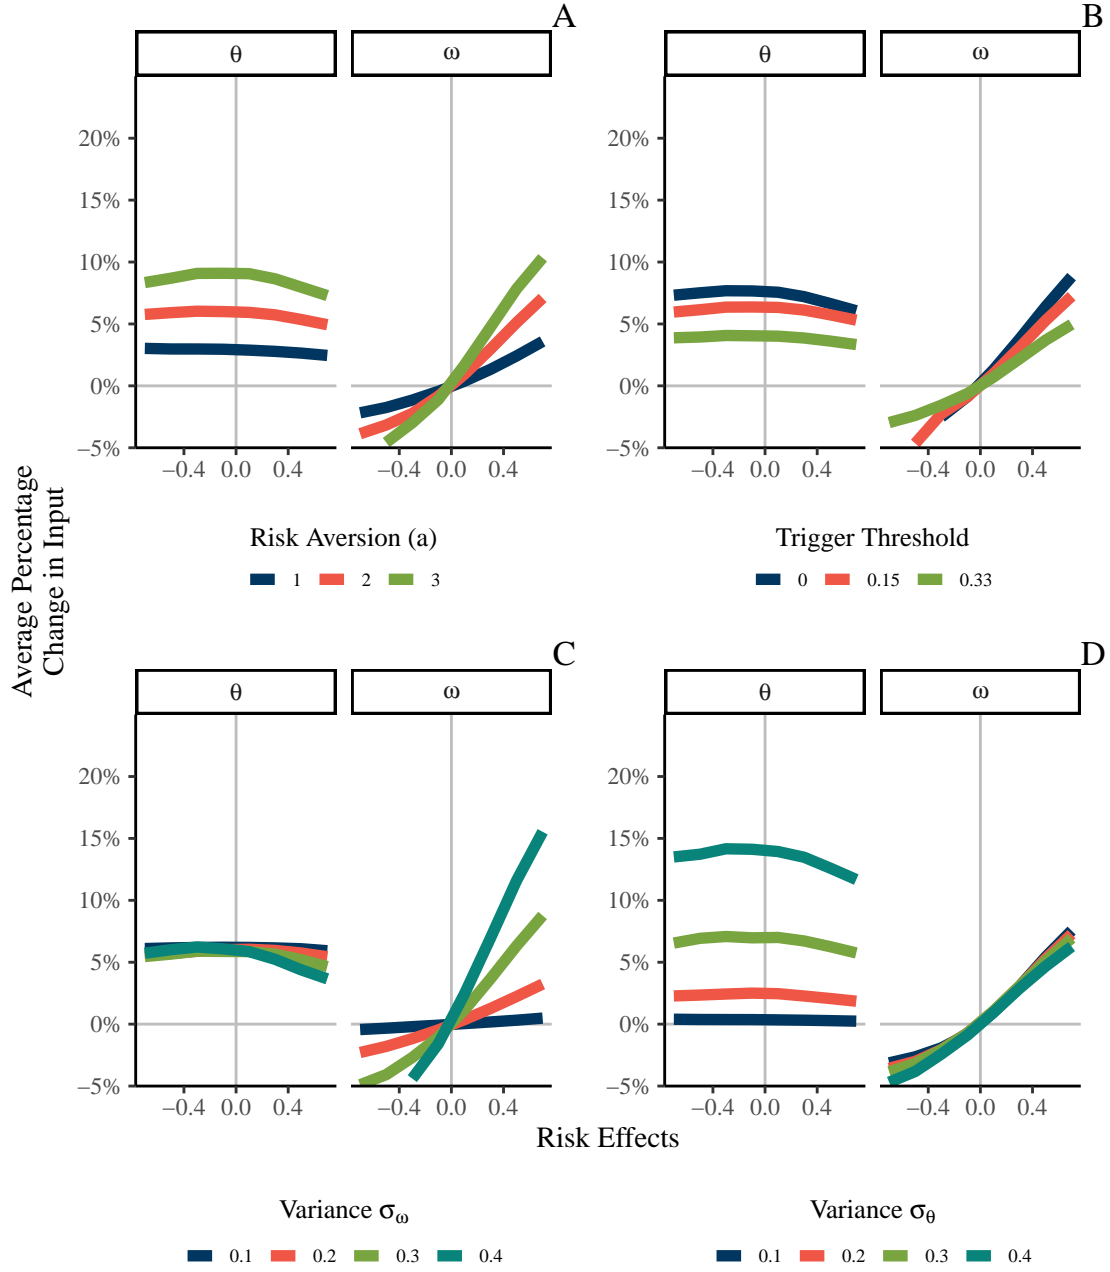 A
B
θ
ω
θ
ω
20%
15%
10%
5%
0%
−5%
−0.4 0.0 0.4
−0.4 0.0 0.4
20%
15%
10%
5%
0%
−5%
−0.4 0.0 0.4
−0.4 0.0 0.4
Risk Aversion (a)
1 2 3
Trigger Threshold
0 0.15 0.33
Average Percentage
Change in Input
C
D
θ
ω
θ
ω
20%
15%
10%
5%
0%
−5%
−0.4 0.0 0.4
−0.4 0.0 0.4
20%
15%
10%
5%
0%
−5%
−0.4 0.0 0.4
−0.4 0.0 0.4
Risk Effects
Variance σω
0.1 0.2 0.3 0.4
Variance σθ
0.1 0.2 0.3 0.4